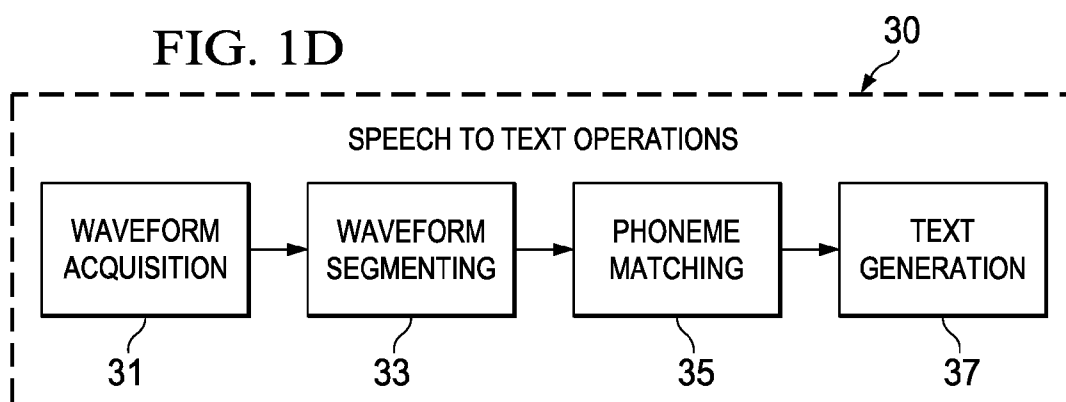 FIG. 1D
30
SPEECH TO TEXT OPERATIONS
WAVEFORM
ACQUISITION
WAVEFORM
SEGMENTING
PHONEME
MATCHING
TEXT
GENERATION
31
33
35
37